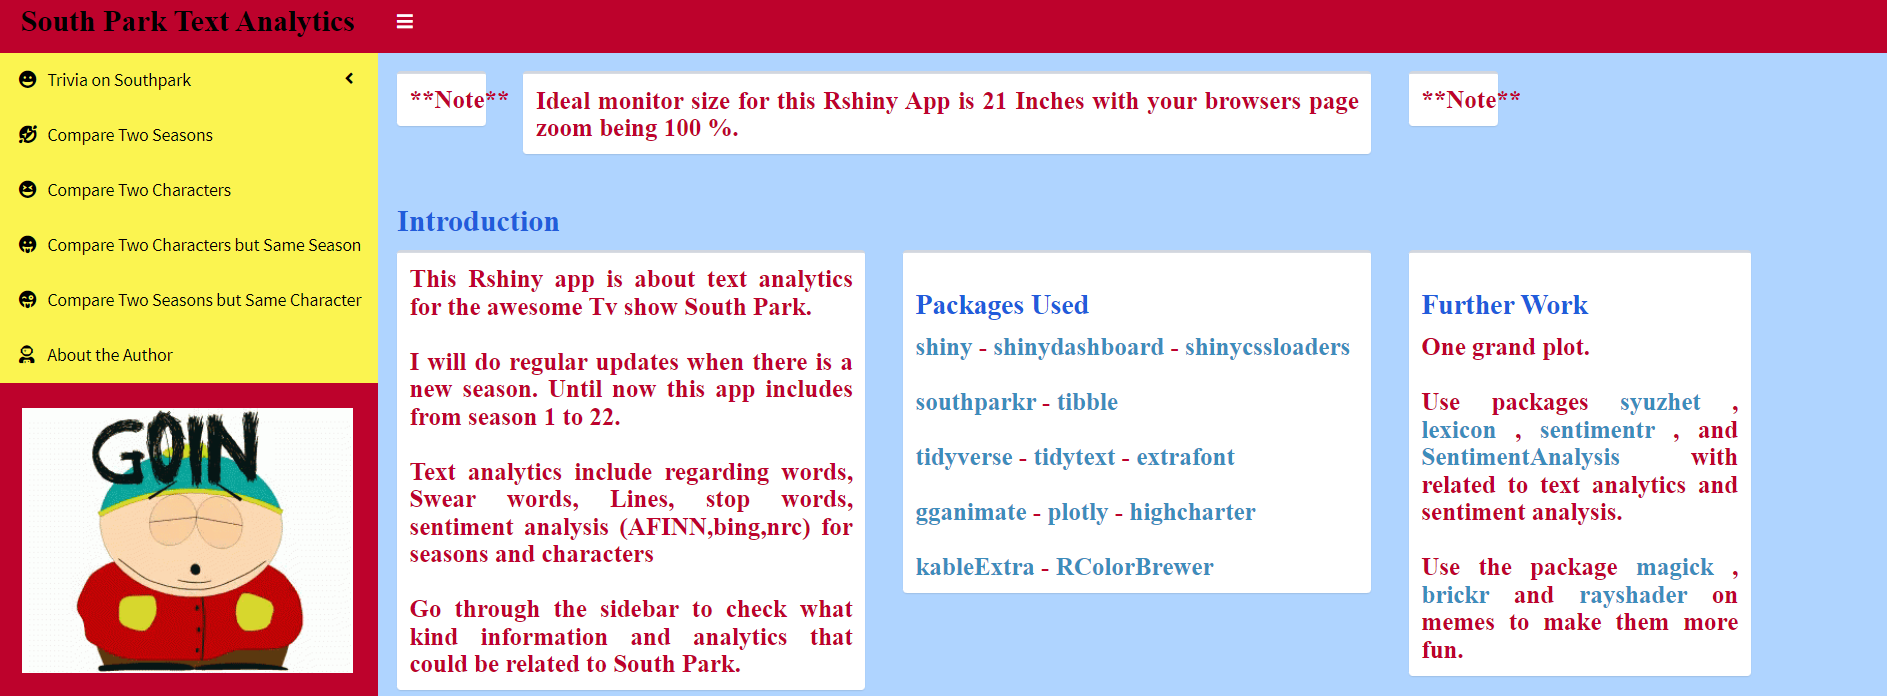 South Park Text Analytics
Trivia on Southpark
Compare Two Seasons
Compare Two Characters
Compare Two Characters but Same Season
Compare Two Seasons but Same Character
About the Author
GOIN
**Note**
Ideal monitor size for this Rshiny App is 21 Inches with your browsers page
zoom being 100 %.
**Note**
Introduction
This Rshiny app is about text analytics
for the awesome Tv show South Park.
I will do regular updates when there is a
new season. Until now this app includes
from season 1 to 22.
Text analytics include regarding words,
Swear words, Lines, stop words,
sentiment analysis (AFINN,bing,nrc) for
seasons and characters
Go through the sidebar to check what
kind information and analytics that
could be related to South Park.
Packages Used
shiny - shinydashboard - shinycssloaders
southparkr - tibble
tidyverse - tidytext - extrafont
gganimate - plotly - highcharter
kableExtra - RColorBrewer
Further Work
One grand plot.
Use packages syuzhet ,
lexicon , sentimentr , and
SentimentAnalysis with
related to text analytics and
sentiment analysis.
Use the package magick ,
brickr and rayshader on
memes to make them more
fun.